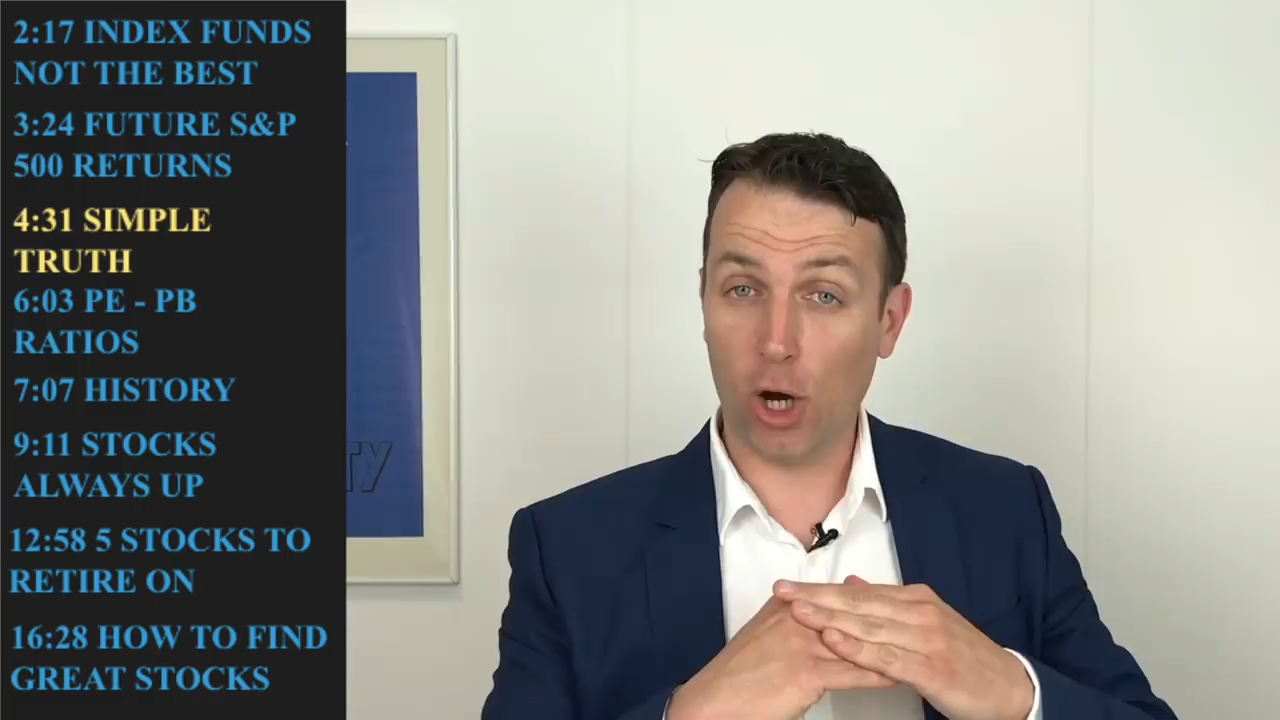 2:17 INDEX FUNDS
NOT THE BEST
3:24 FUTURE S&P
500 RETURNS
4:31 SIMPLE
TRUTH
6:03 PE - PB
RATIOS
7:07 HISTORY
9:11 STOCKS
ALWAYS UP
12:58 5 STOCKS TO
RETIRE ON
16:28 HOW TO FIND
GREAT STOCKS
TY